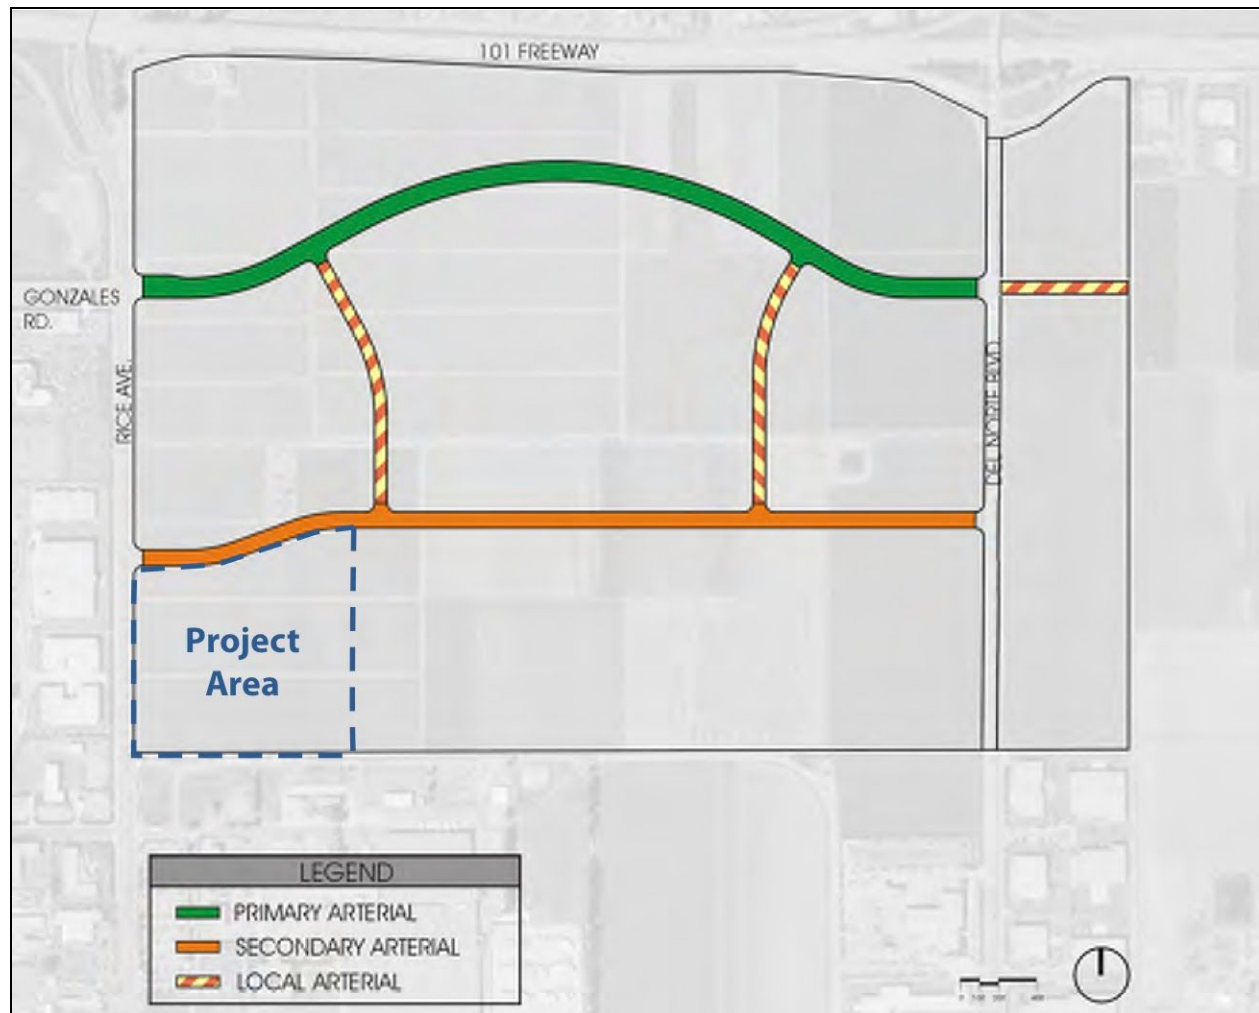 101 FREEWAY
GONZALES
RD.
RICE AVE.
DEL NORTE BLVD
Project
Area
LEGEND
PRIMARY ARTERIAL
SECONDARY ARTERIAL
LOCAL ARTERIAL